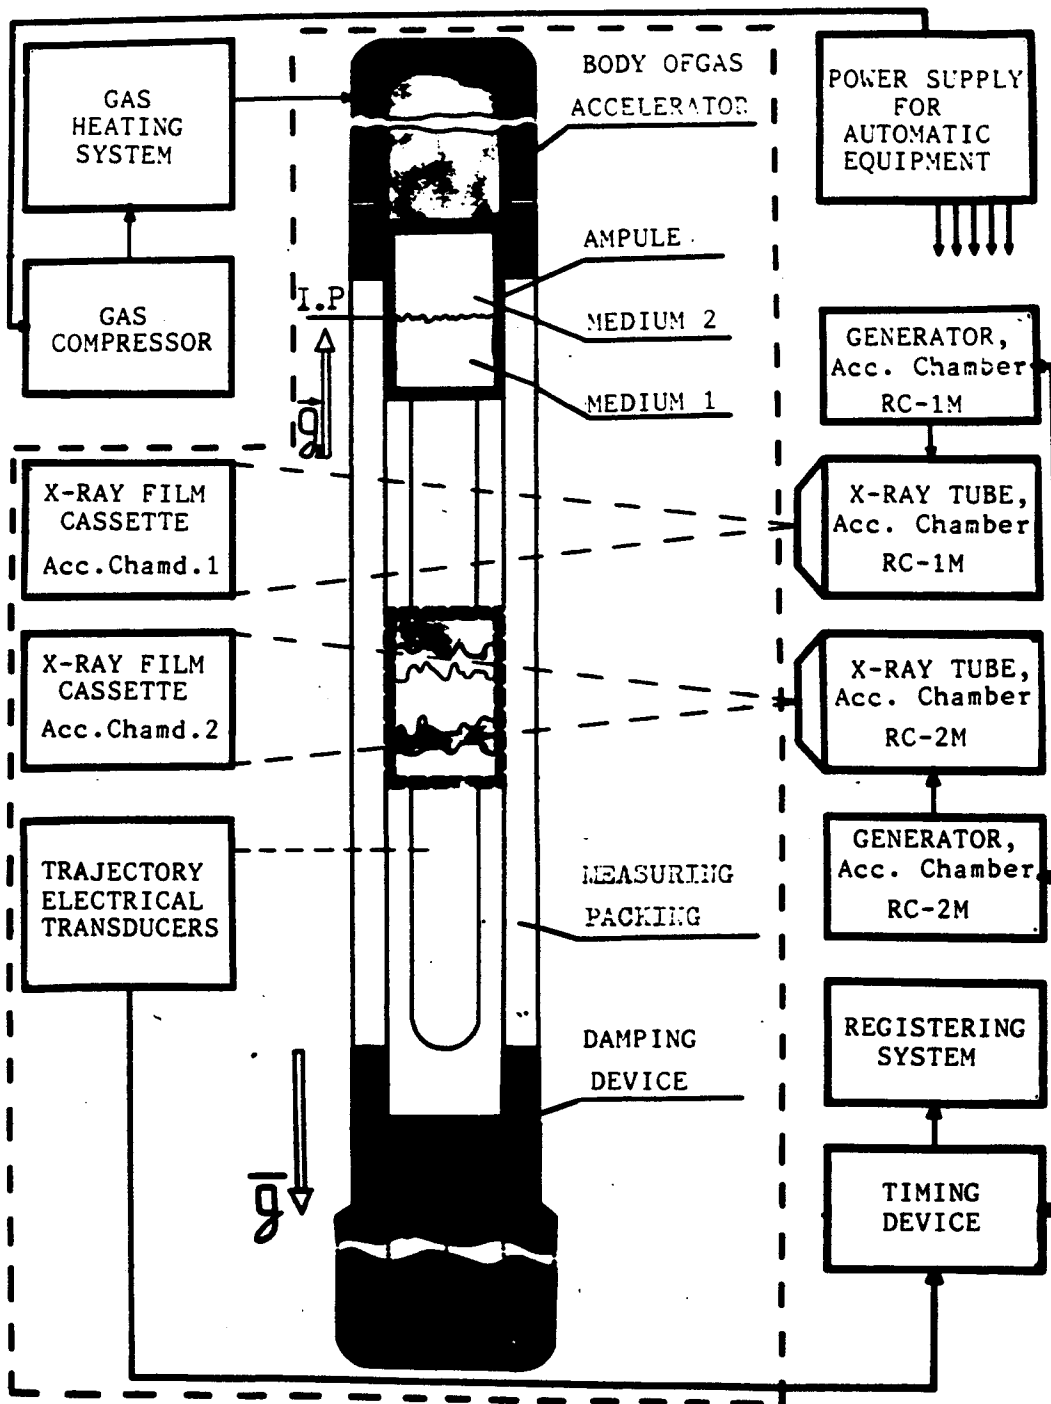 GAS
HEATING
SYSTEM
BODY OFGAS
ACCELERATOR
POWER SUPPLY
FOR
AUTOMATIC
EQUIPMENT
GAS
COMPRESSOR
I.P
g
AMPULE
MEDIUM 2
MEDIUM 1
GENERATOR,
Acc. Chamber
RC-1M
X-RAY FILM
CASSETTE
Acc.Chamd.1
X-RAY TUBE,
Acc. Chamber
RC-1M
X-RAY FILM
CASSETTE
Acc.Chamd.2
X-RAY TUBE,
Acc. Chamber
RC-2M
TRAJECTORY
ELECTRICAL
TRANSDUCERS
MEASURING
PACKING
GENERATOR,
Acc. Chamber
RC-2M
DAMPING
DEVICE
REGISTERING
SYSTEM
g
TIMING
DEVICE